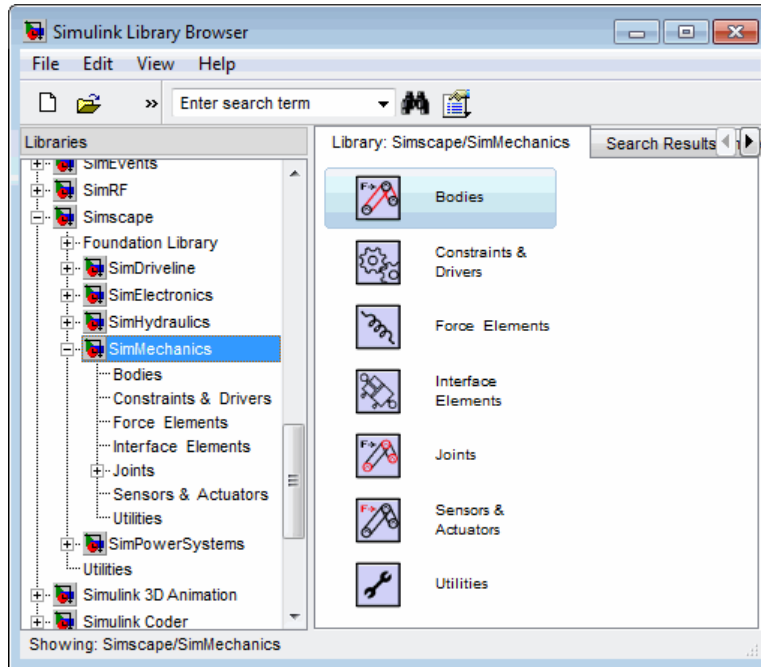 Simulink Library Browser
File Edit View Help
» Enter search term
Libraries
SimEvents
SimRF
Simscape
Foundation Library
SimDriveline
SimElectronics
SimHydraulics
SimMechanics
Bodies
Constraints & Drivers
Force Elements
Interface Elements
Joints
Sensors & Actuators
Utilities
SimPowerSystems
Utilities
Simulink 3D Animation
Simulink Coder
Library: Simscape/SimMechanics
Search Results
Bodies
Constraints &
Drivers
Force Elements
Interface
Elements
Joints
Sensors &
Actuators
Utilities
Showing: Simscape/SimMechanics